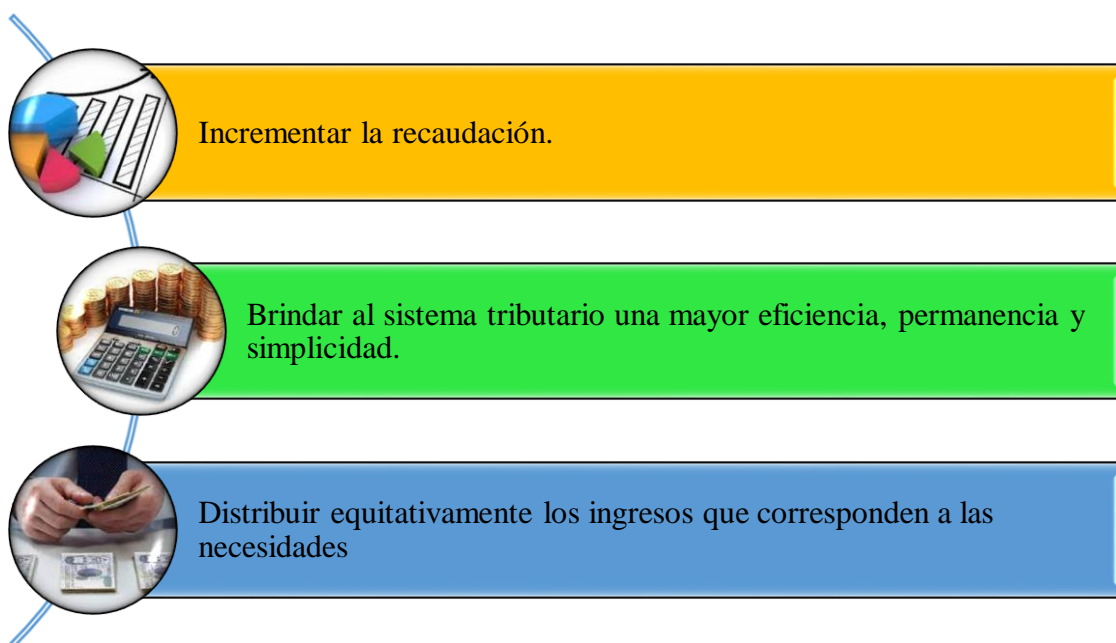 Incrementar la recaudación.
Brindar al sistema tributario una mayor eficiencia, permanencia y
simplicidad.
Distribuir equitativamente los ingresos que corresponden a las
necesidades